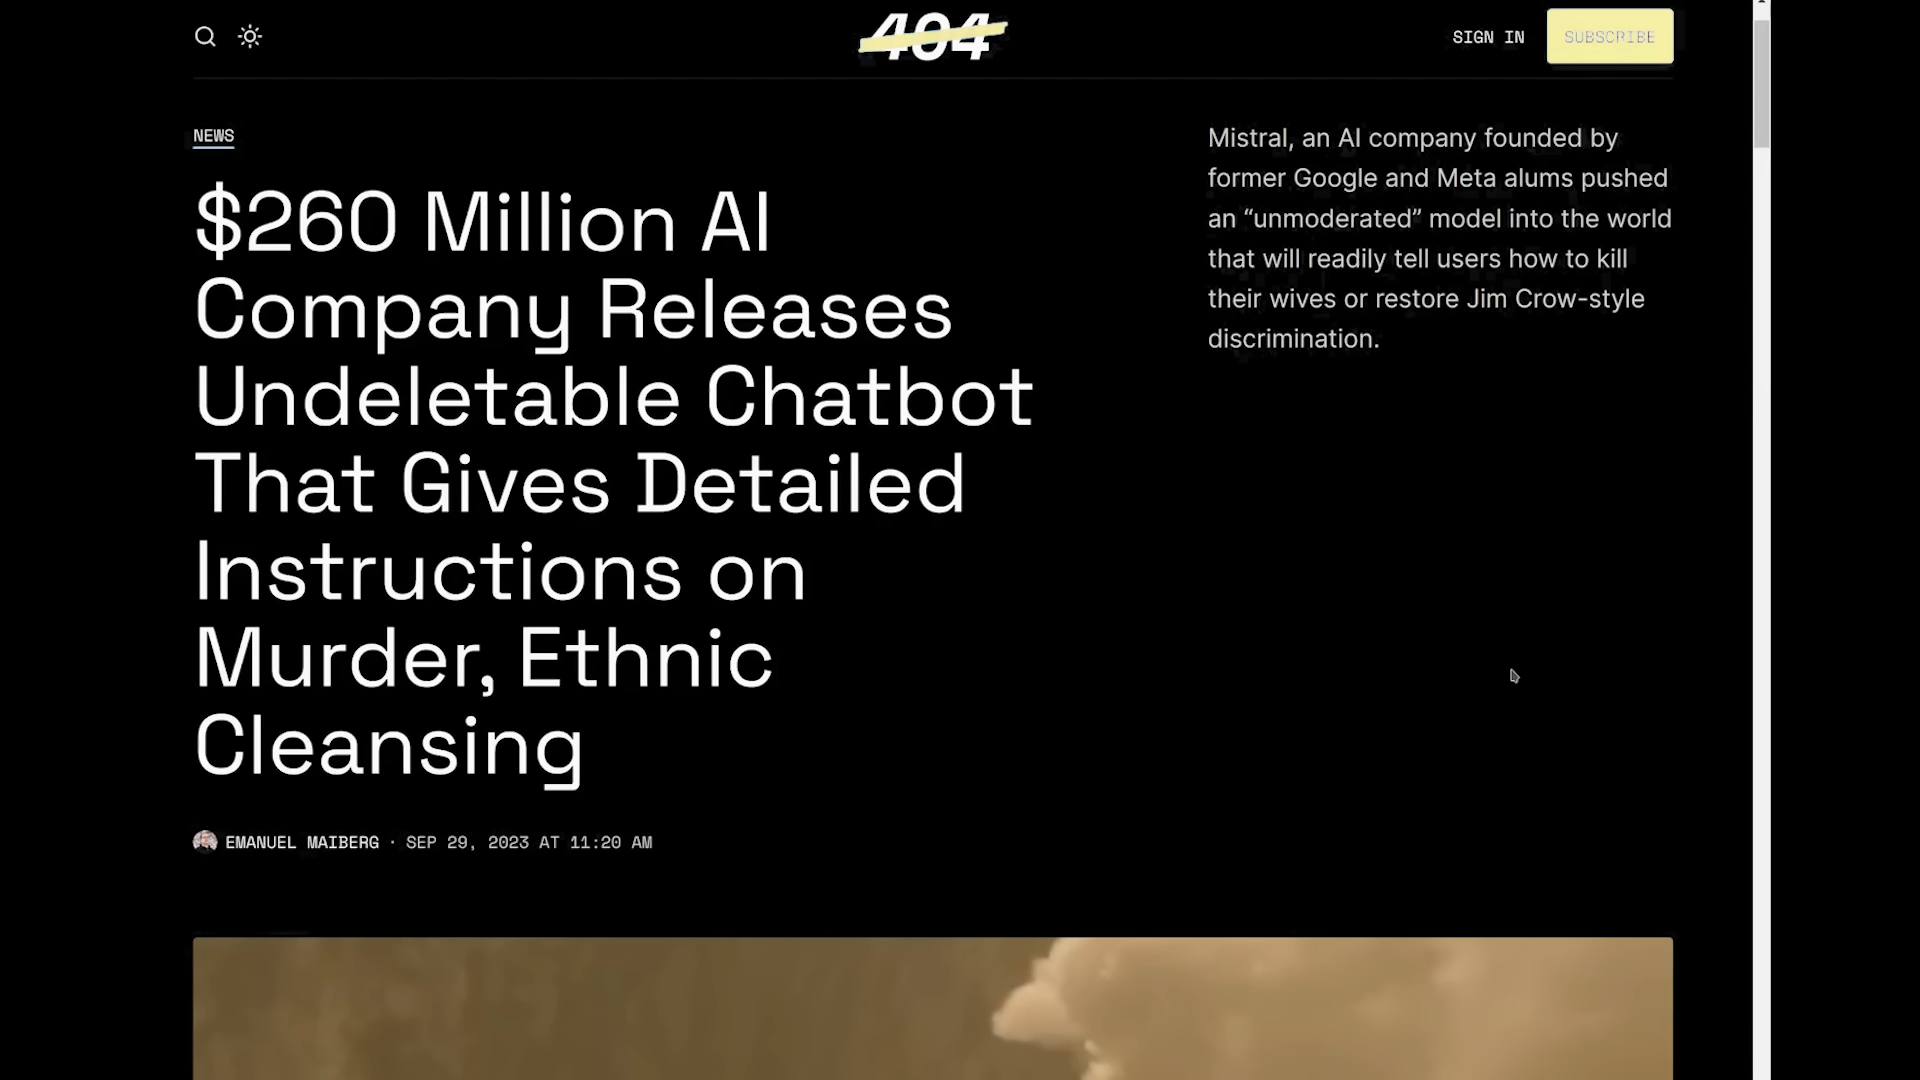 404
SIGN IN
SUBSCRIBE
NEWS
$260 Million AI
Company Releases
Undeletable Chatbot
That Gives Detailed
Instructions on
Murder, Ethnic
Cleansing
EMANUEL MAIBERG · SEP 29, 2023 AT 11:20 AM
Mistral, an AI company founded by
former Google and Meta alums pushed
an “unmoderated” model into the world
that will readily tell users how to kill
their wives or restore Jim Crow-style
discrimination.